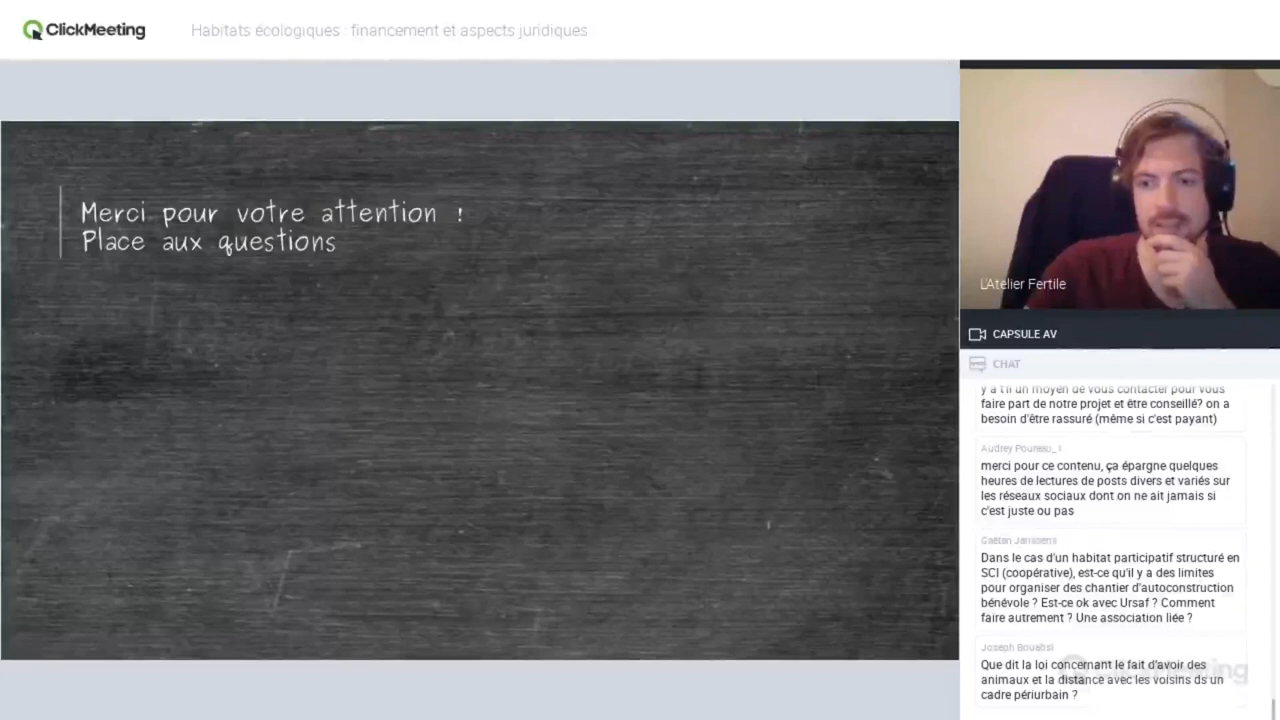 ClickMeeting
Habitats écologiques : financement et aspects juridiques
Merci pour votre attention !
Place aux questions
L'Atelier Fertile
CAPSULE AV
CHAT
y a t'il un moyen de vous contacter pour vous
faire part de notre projet et être conseillé? on a
besoin d'être rassuré (même si c'est payant)
Audrey
merci pour ce contenu, ça épargne quelques
heures de lectures de posts divers et variés sur
les réseaux sociaux dont on ne ait jamais si
c'est juste ou pas
Gaëtan
Dans le cas d'un habitat participatif structuré en
SCI (coopérative), est-ce qu'il y a des limites
pour organiser des chantier d'autoconstruction
bénévole ? Est-ce ok avec Ursaf ? Comment
faire autrement ? Une association liée ?
Joseph
Que dit la loi concernant le fait d'avoir des
animaux et la distance avec les voisins ds un
cadre périurbain ?